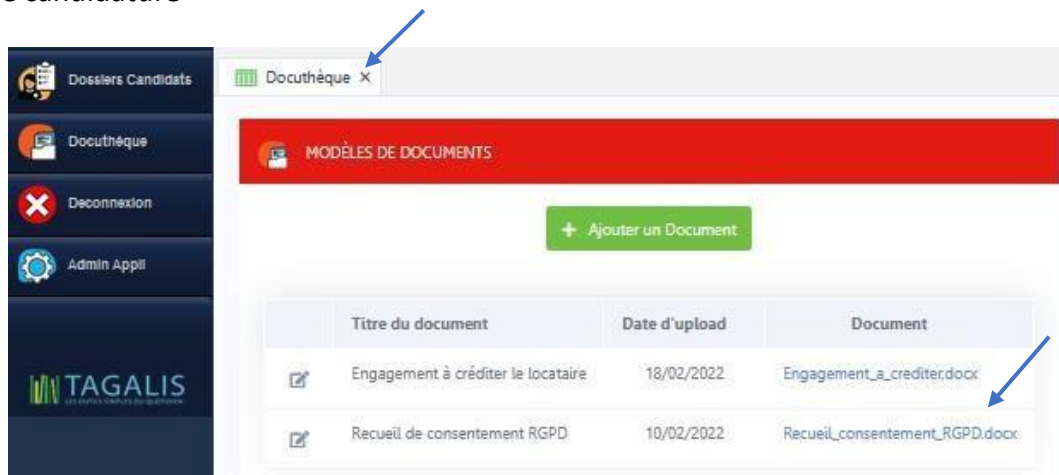 Dossiers Candidats
Docuthèque
Deconnexion
Admin Appli
TAGALIS
Docuthèque ×
MODÈLES DE DOCUMENTS
+ Ajouter un Document
Titre du document Date d'upload Document
Engagement à créditer le locataire 18/02/2022 Engagement_a_crediter.docx
Recueil de consentement RGPD 10/02/2022 Recueil_consentement_RGPD.docx